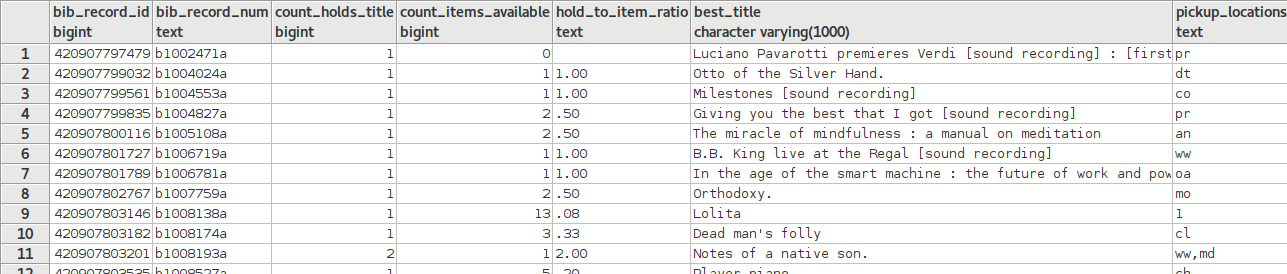 bib_record_id bib_record_num count_holds_title count_items_available hold_to_item_ratio best_title pickup_locations
bigint text bigint bigint text character varying(1000) text
1 420907797479 b1002471a 1 0 Luciano Pavarotti premieres Verdi [sound recording] : [first pr
2 420907799032 b1004024a 1 1 1.00 Otto of the Silver Hand. dt
3 420907799561 b1004553a 1 1 1.00 Milestones [sound recording] co
4 420907799835 b1004827a 1 2 .50 Giving you the best that I got [sound recording] pr
5 420907800116 b1005108a 1 2 .50 The miracle of mindfulness : a manual on meditation an
6 420907801727 b1006719a 1 1 1.00 B.B. King live at the Regal [sound recording] ww
7 420907801789 b1006781a 1 1 1.00 In the age of the smart machine : the future of work and pow oa
8 420907802767 b1007759a 1 2 .50 Orthodoxy. mo
9 420907803146 b1008138a 1 13 .08 Lolita 1
10 420907803182 b1008174a 1 3 .33 Dead man's folly cl
11 420907803201 b1008193a 2 1 2.00 Notes of a native son. ww,md
12 420907803535 b1008527a 1 5 .20 Player piano ch